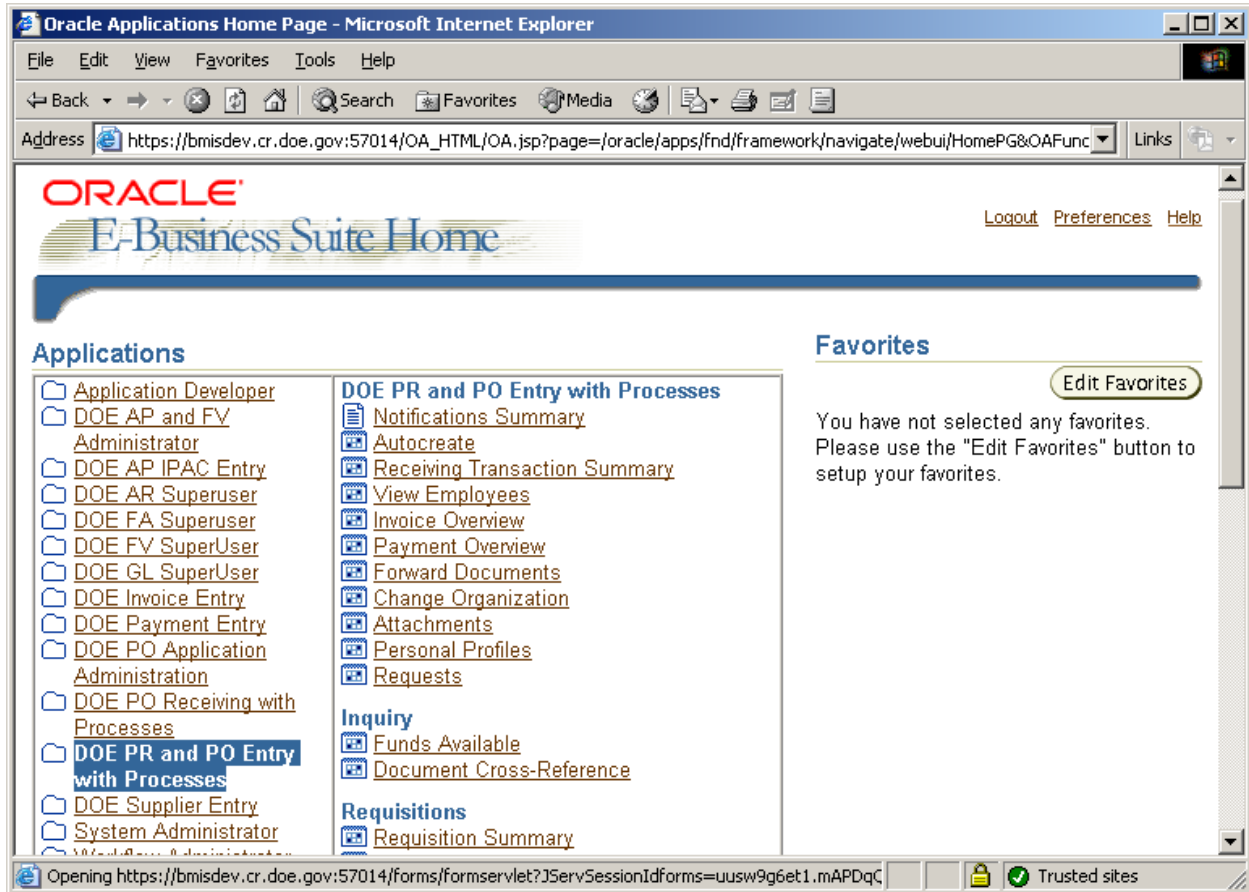 Oracle Applications Home Page - Microsoft Internet Explorer
File Edit View Favorites Tools Help
Back Search Favorites Media
Address https://bmisdev.cr.doe.gov:57014/OA_HTML/OA.jsp?page=/oracle/apps/fnd/framework/navigate/webui/HomePG&OAFunc Links
ORACLE
E-Business Suite Home
Logout Preferences Help
Applications
Application Developer
DOE AP and FV
Administrator
DOE AP IPAC Entry
DOE AR Superuser
DOE FA Superuser
DOE FV SuperUser
DOE GL SuperUser
DOE Invoice Entry
DOE Payment Entry
DOE PO Application
Administration
DOE PO Receiving with
Processes
DOE PR and PO Entry
with Processes
DOE Supplier Entry
System Administrator
Workflow Administrator
DOE PR and PO Entry with Processes
Notifications Summary
Autocreate
Receiving Transaction Summary
View Employees
Invoice Overview
Payment Overview
Forward Documents
Change Organization
Attachments
Personal Profiles
Requests
Inquiry
Funds Available
Document Cross-Reference
Requisitions
Requisition Summary
Favorites
Edit Favorites
You have not selected any favorites.
Please use the "Edit Favorites" button to
setup your favorites.
Opening https://bmisdev.cr.doe.gov:57014/forms/formservlet?JServSessionIdforms=uusw9g6et1.mAPDqC Trusted sites